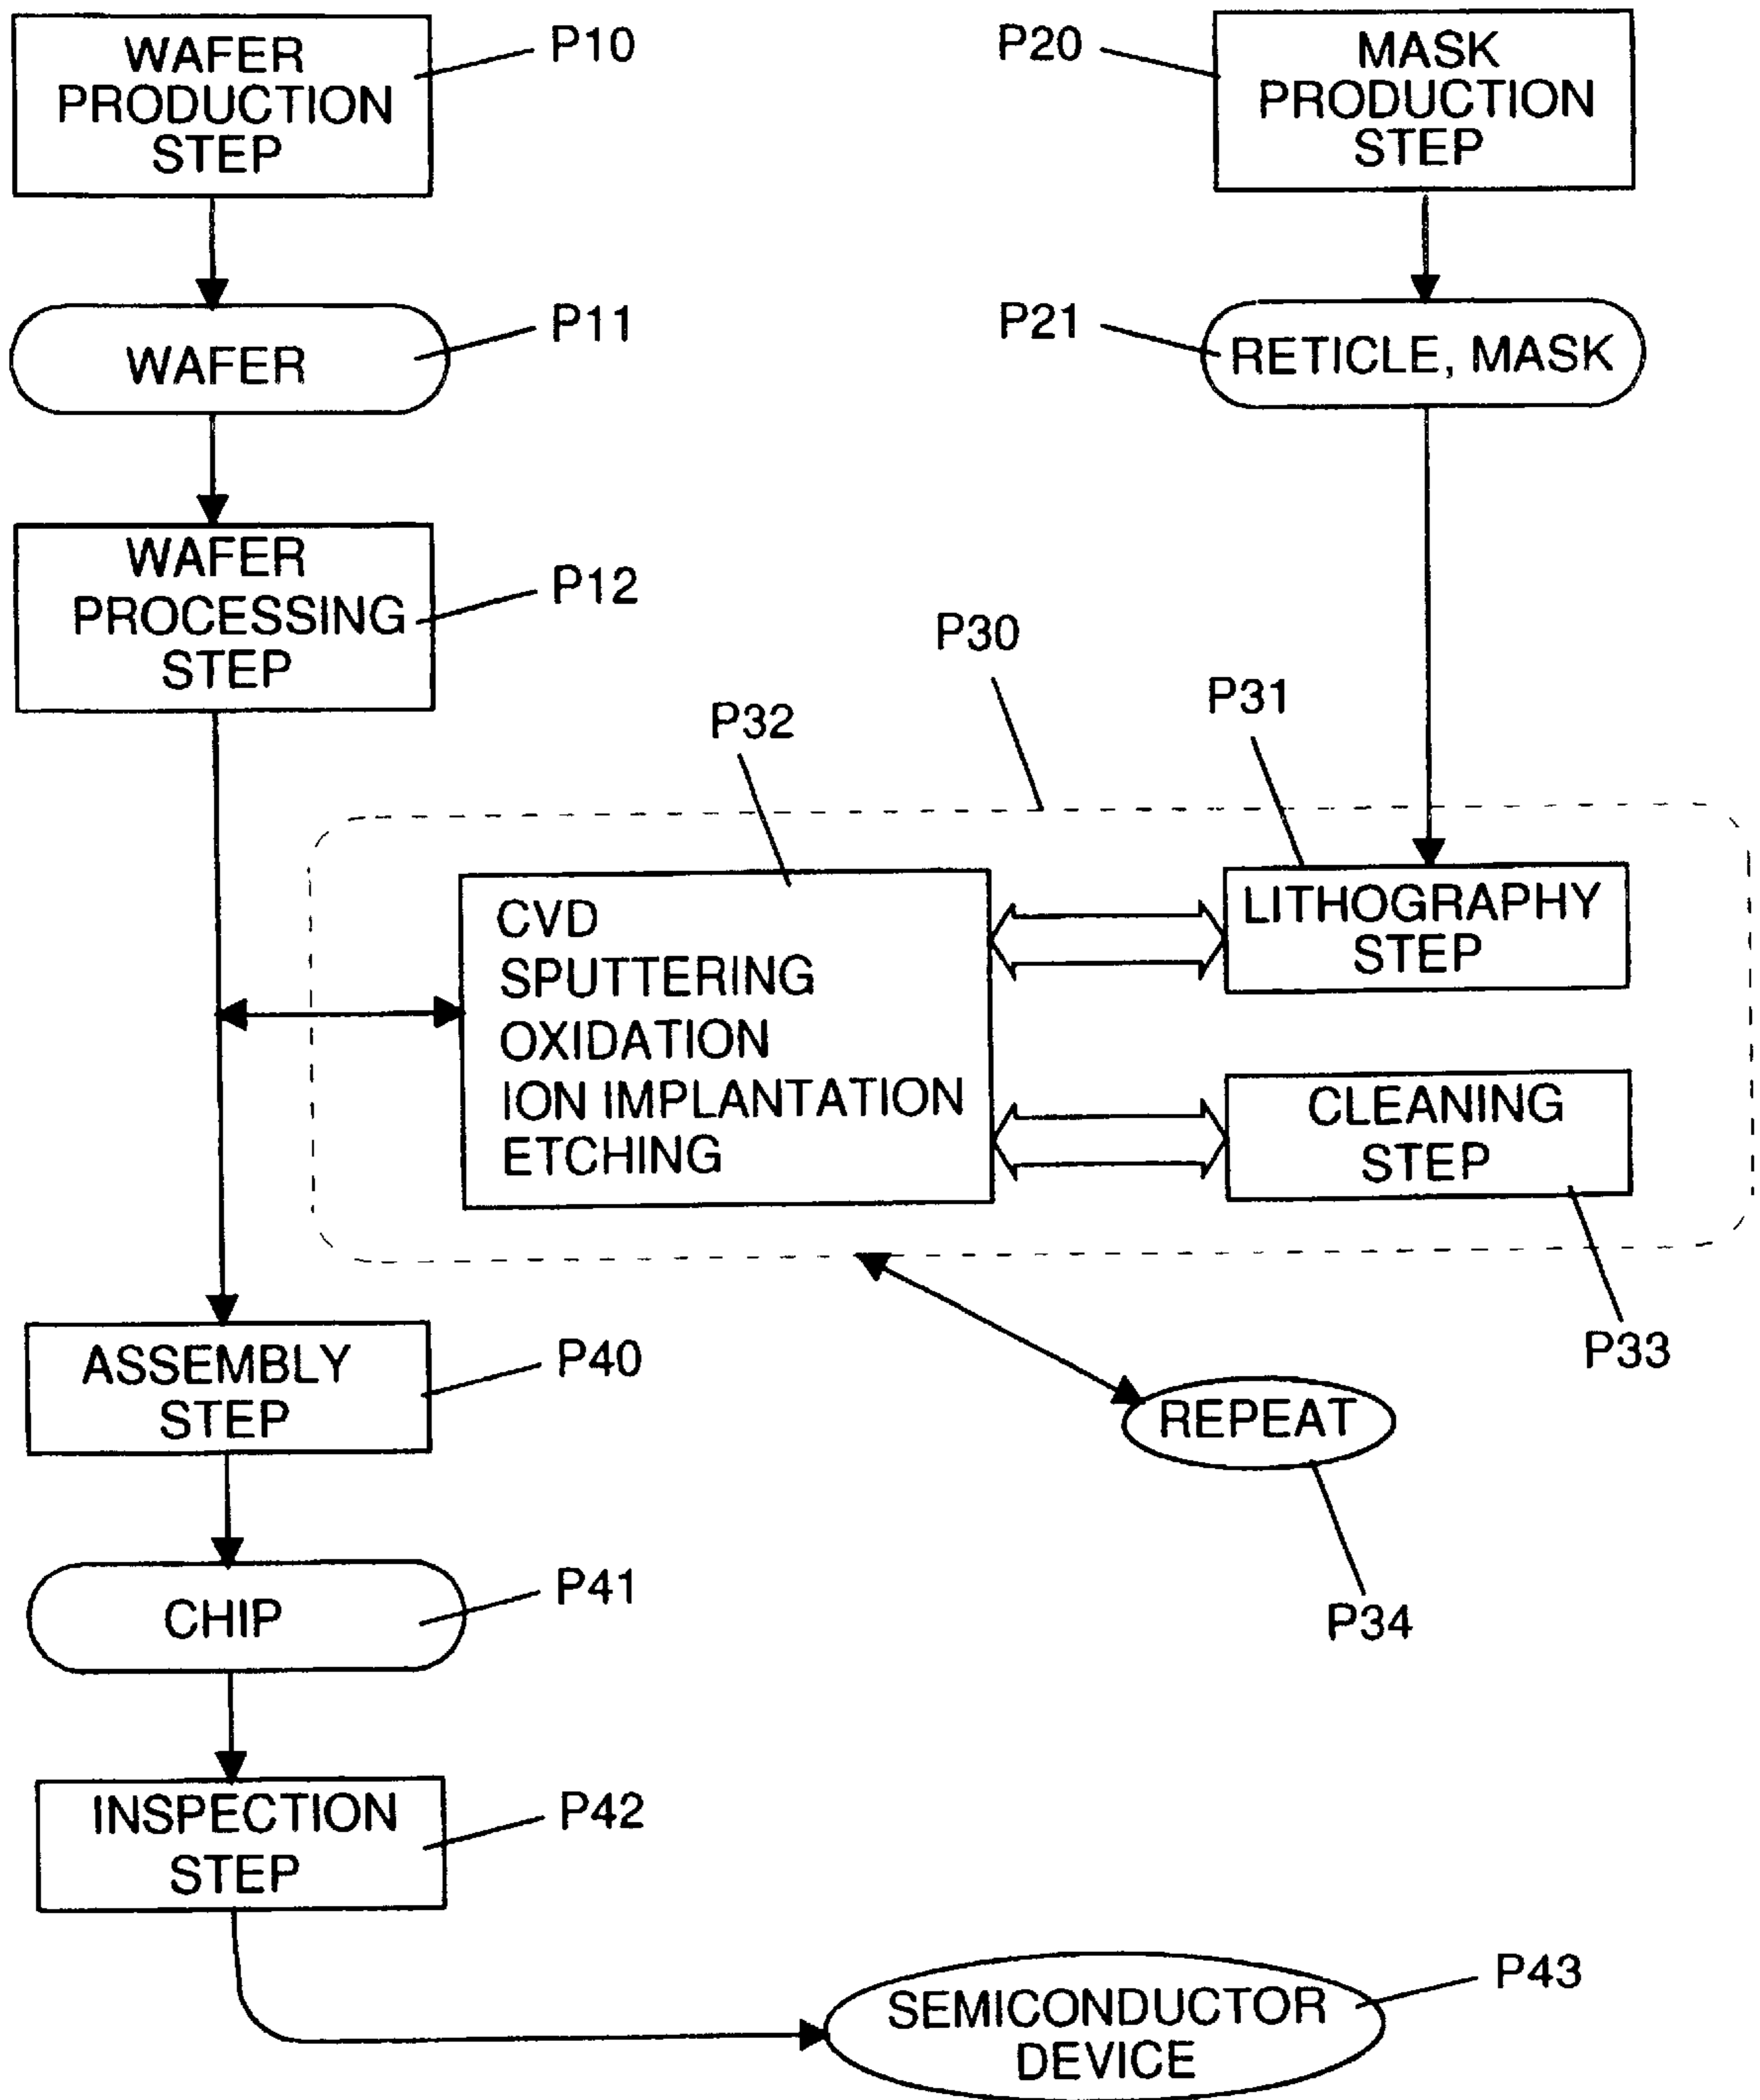 WAFER
PRODUCTION
STEP
P10
P20
MASK
PRODUCTION
STEP
WAFER
P11
P21
RETICLE, MASK
WAFER
PROCESSING
STEP
P12
P30
P31
P32
CVD
SPUTTERING
OXIDATION
ION IMPLANTATION
ETCHING
LITHOGRAPHY
STEP
CLEANING
STEP
P33
ASSEMBLY
STEP
P40
REPEAT
P34
CHIP
P41
INSPECTION
STEP
P42
SEMICONDUCTOR
DEVICE
P43